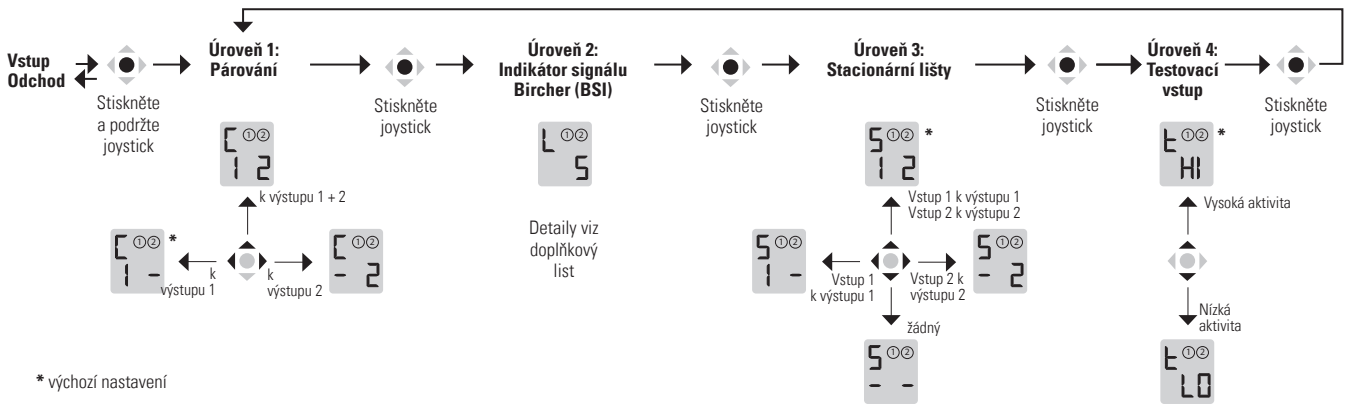 Vstup
Odchod
Stiskněte
a podržte
joystick
Úroveň 1:
Párování
C ①②
1 2
k výstupu 1 + 2
C ①② *
1 -
k
výstupu 1
k
výstupu 2
C ①②
- 2
Stiskněte
joystick
Úroveň 2:
Indikátor signálu
Bircher (BSI)
L ①②
5
Detaily viz
doplňkový
list
Stiskněte
joystick
Úroveň 3:
Stacionární lišty
S ①② *
1 2
Vstup 1 k výstupu 1
Vstup 2 k výstupu 2
S ①②
1 -
Vstup 1
k výstupu 1
Vstup 2 k
výstupu 2
S ①②
- 2
žádný
S ①②
- -
Stiskněte
joystick
Úroveň 4:
Testovací
vstup
t ①② *
HI
Vysoká aktivita
Nízká
aktivita
t ①②
LO
Stiskněte
joystick
* výchozí nastavení